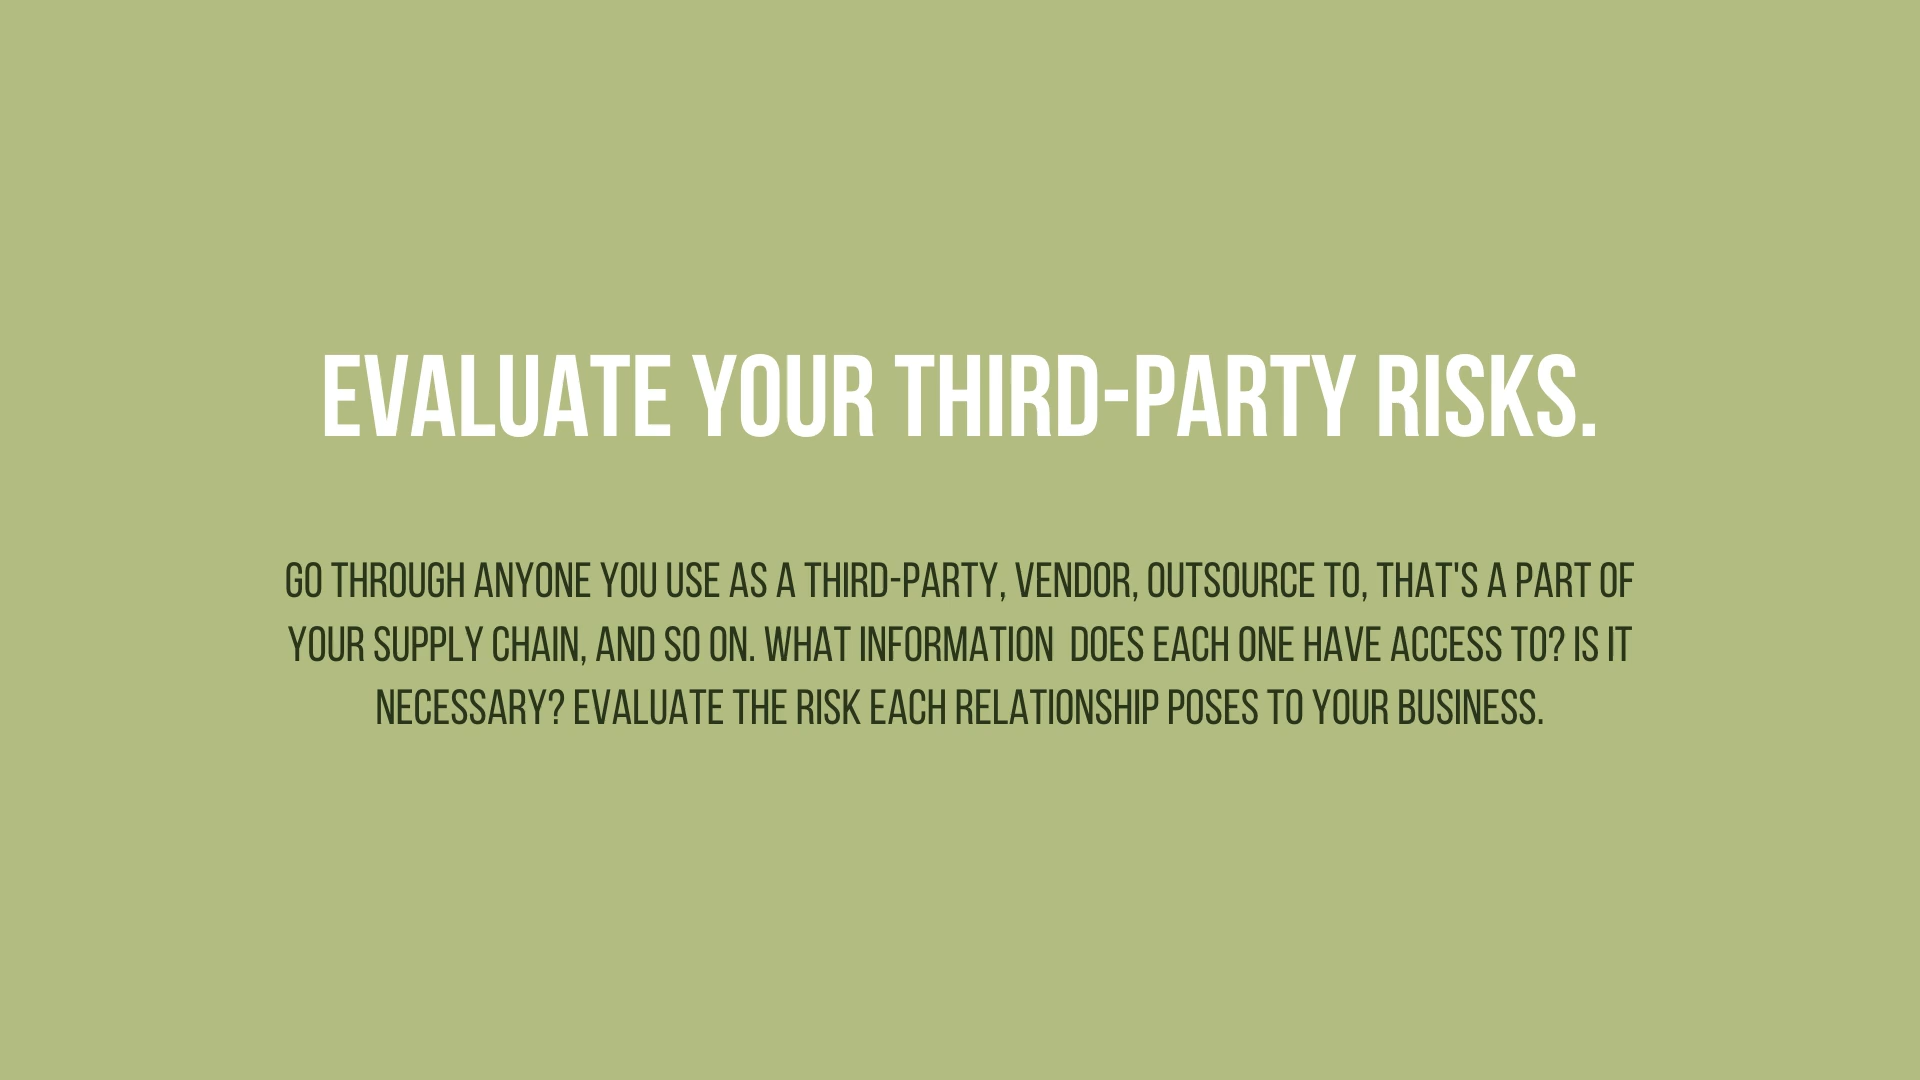 EVALUATE YOUR THIRD-PARTY RISKS.
GO THROUGH ANYONE YOU USE AS A THIRD-PARTY, VENDOR, OUTSOURCE TO, THAT'S A PART OF
YOUR SUPPLY CHAIN, AND SO ON. WHAT INFORMATION  DOES EACH ONE HAVE ACCESS TO? IS IT
NECESSARY? EVALUATE THE RISK EACH RELATIONSHIP POSES TO YOUR BUSINESS.